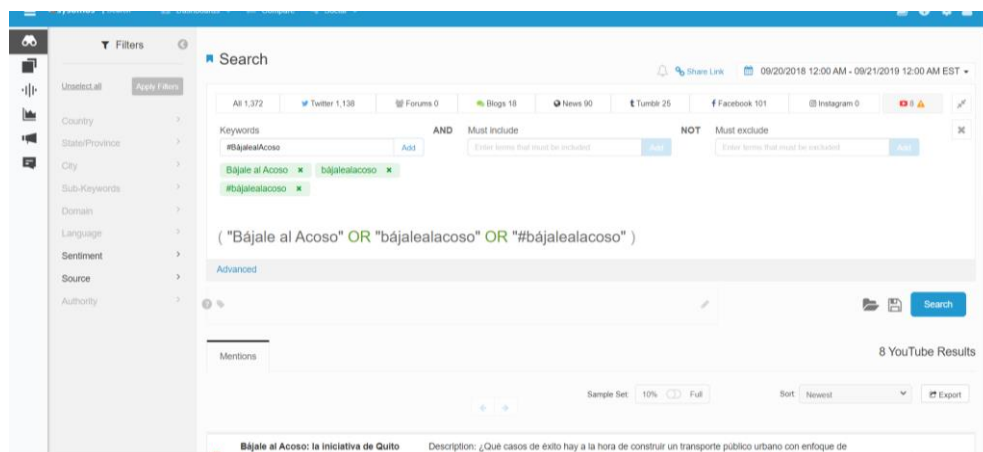 Filters
Search
Share Link
09/20/2018 12:00 AM - 09/21/2019 12:00 AM EST
Unselect all
Apply Filters
All 1,372
Twitter 1,138
Forums 0
Blogs 18
News 90
Tumblr 25
Facebook 101
Instagram 0
8
Country
State/Province
City
Sub-Keywords
Domain
Language
Sentiment
Source
Authority
Keywords
AND
Must Include
NOT
Must exclude
#BájalealAcoso
Add
Enter terms that must be included
Add
Enter terms that must be excluded
Add
Bájale al Acoso
bájalealacoso
#bájalealacoso
( "Bájale al Acoso" OR "bájalealacoso" OR "#bájalealacoso" )
Advanced
Search
Mentions
8 YouTube Results
Sample Set
10%
Full
Sort
Newest
Export
Bájale al Acoso: la iniciativa de Quito
Description: ¿Qué casos de éxito hay a la hora de construir un transporte público urbano con enfoque de